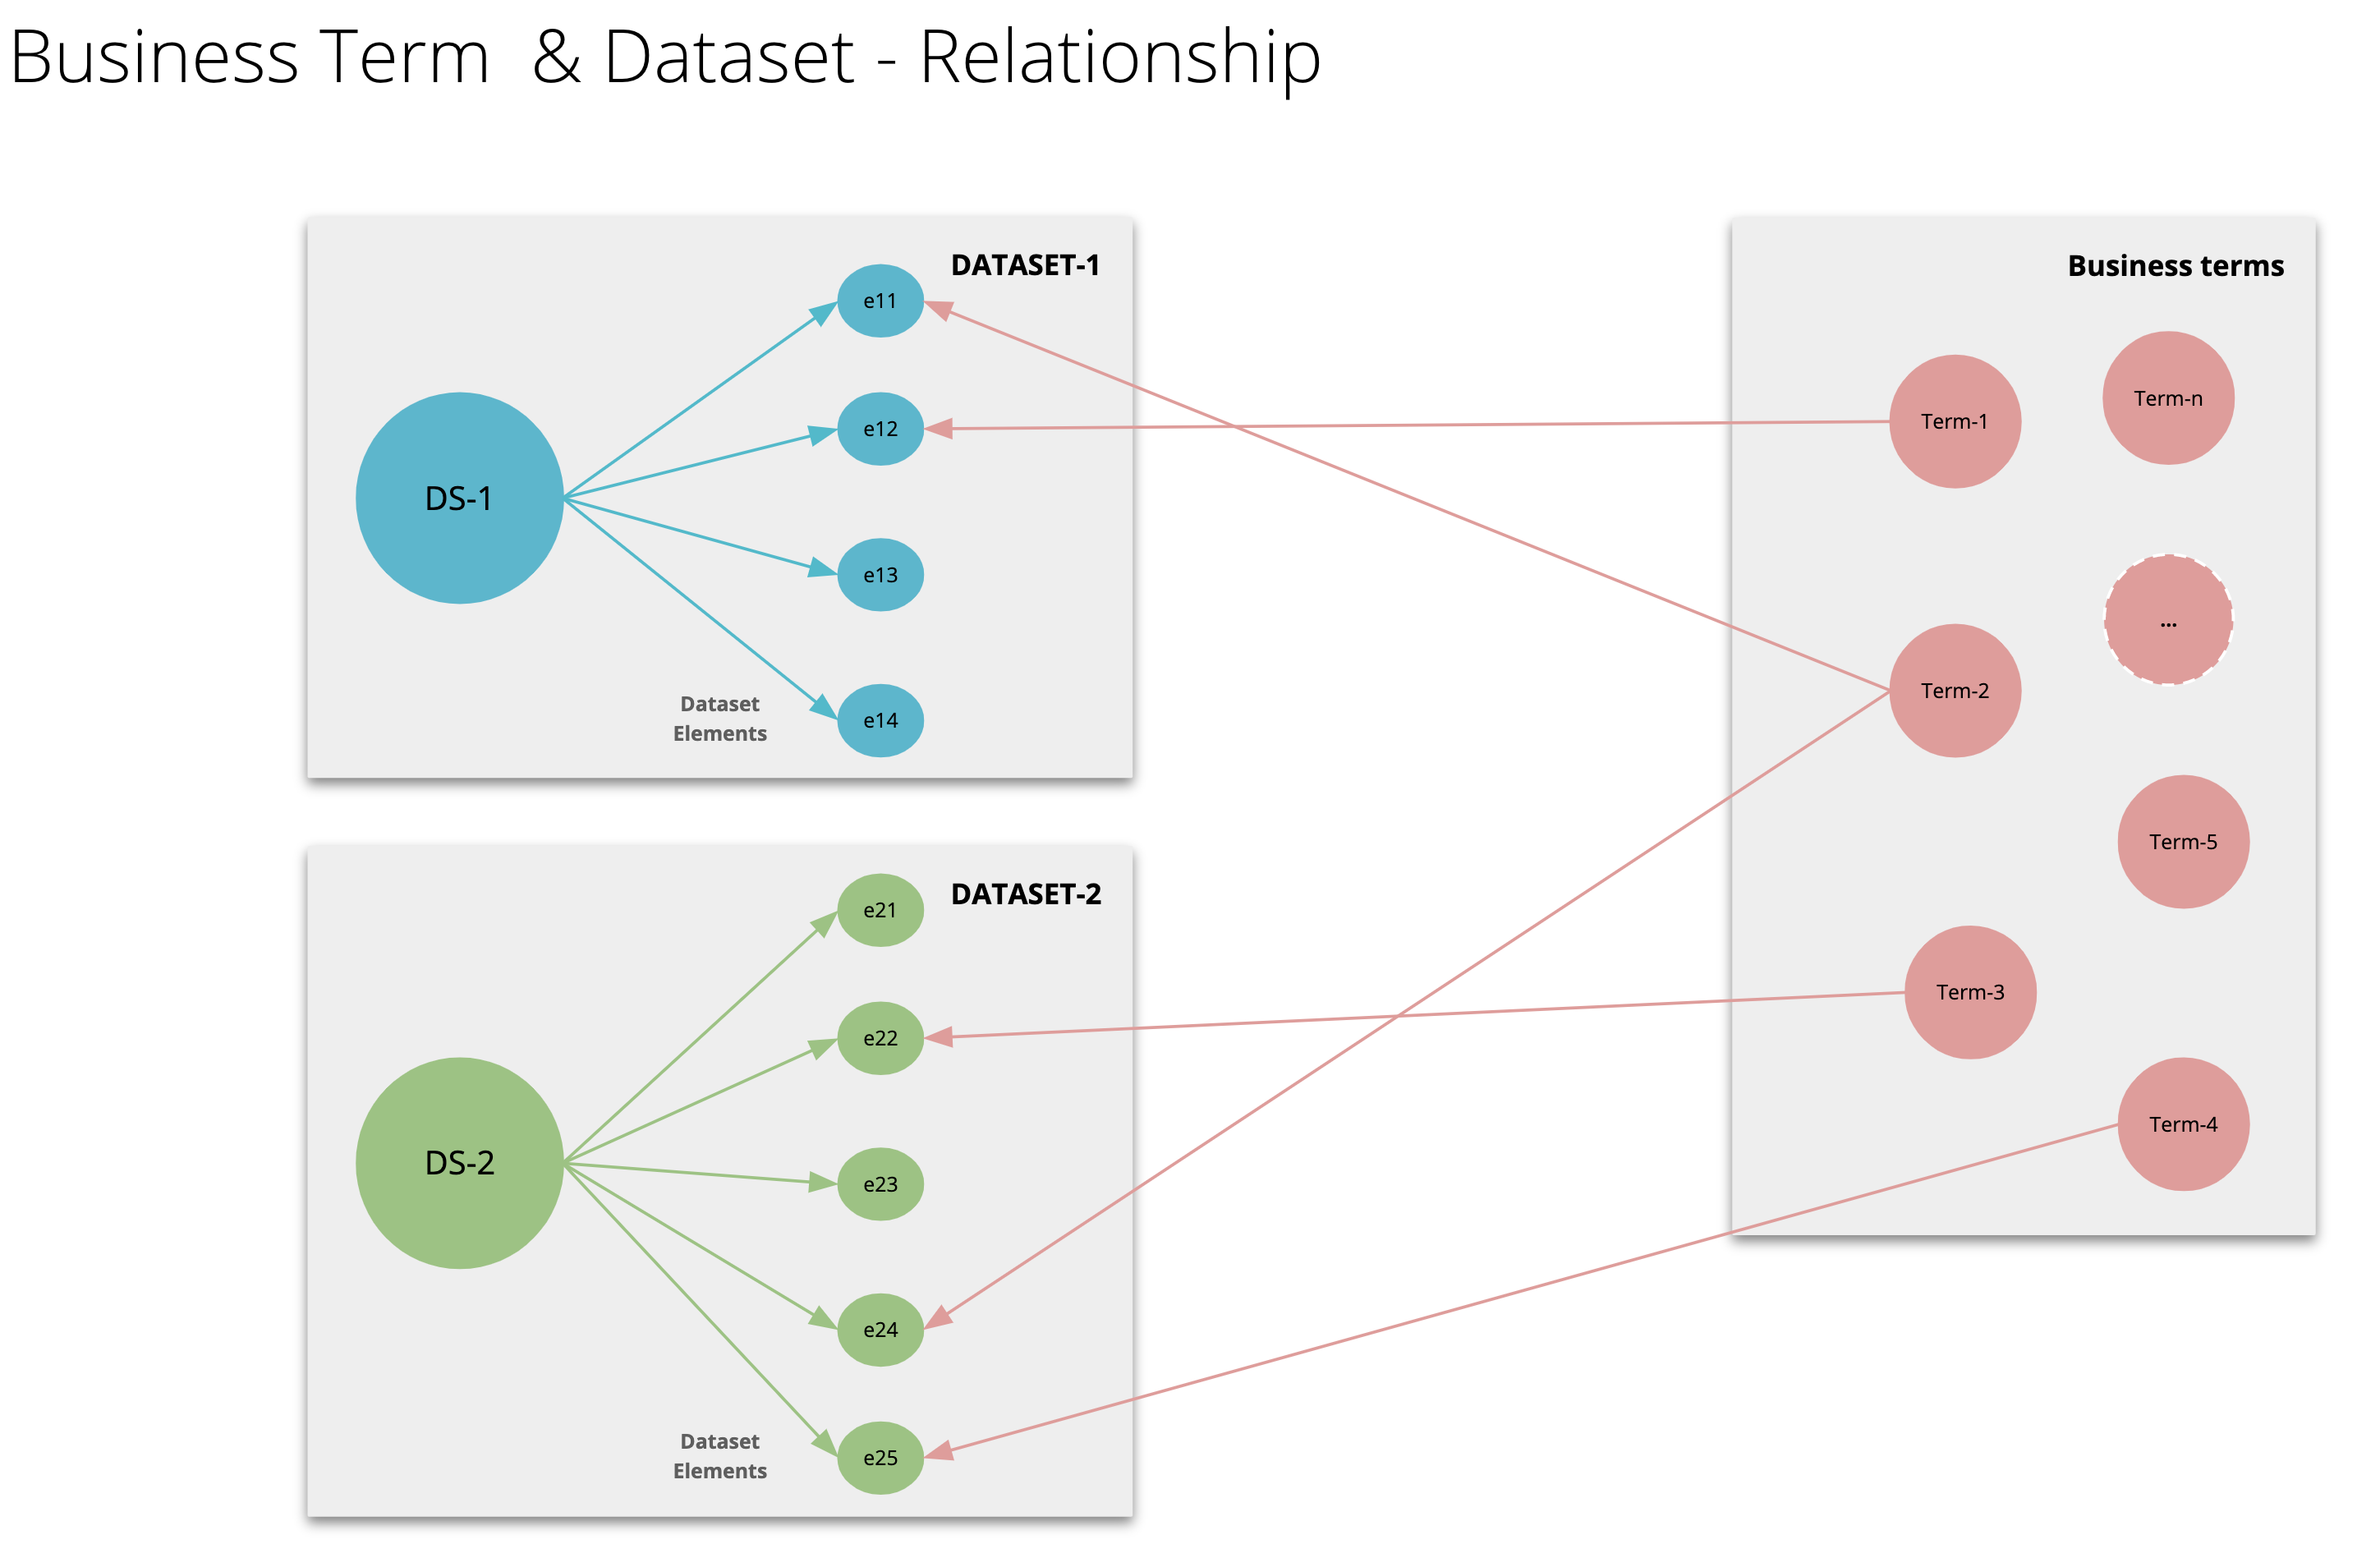 Business Term & Dataset - Relationship
DATASET-1
e11
e12
DS-1
e13
e14
Dataset
Elements
DATASET-2
e21
e22
DS-2
e23
e24
e25
Dataset
Elements
Business terms
Term-1
Term-n
...
Term-2
Term-5
Term-3
Term-4